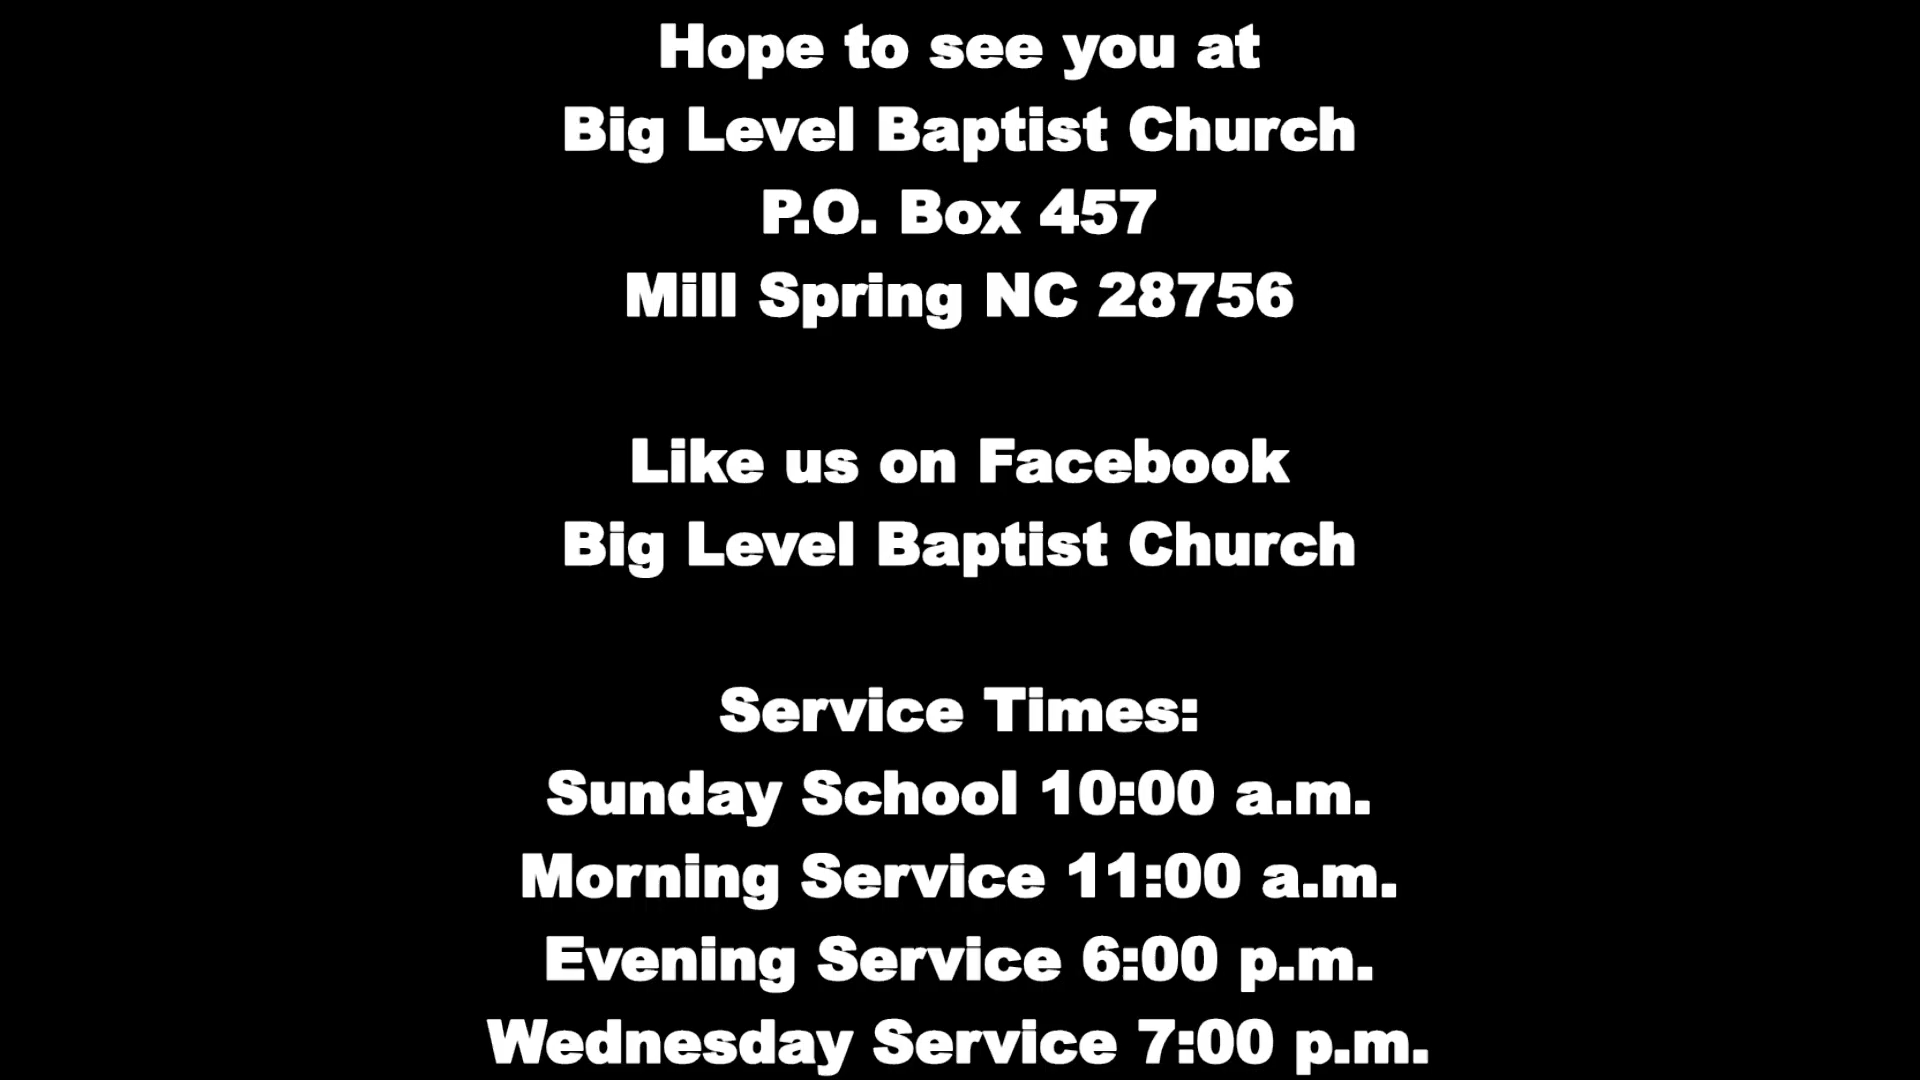 Hope to see you at
Big Level Baptist Church
P.O. Box 457
Mill Spring NC 28756
Like us on Facebook
Big Level Baptist Church
Service Times:
Sunday School 10:00 a.m.
Morning Service 11:00 a.m.
Evening Service 6:00 p.m.
Wednesday Service 7:00 p.m.